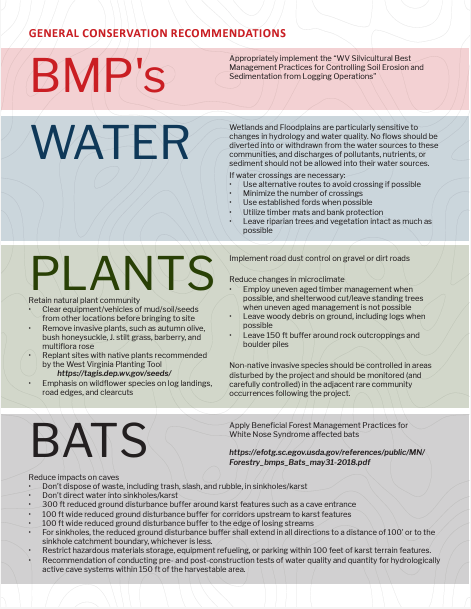 GENERAL CONSERVATION RECOMMENDATIONS
BMP's
Appropriately implement the “WV Silvicultural Best
Management Practices for Controlling Soil Erosion and
Sedimentation from Logging Operations”
WATER
Wetlands and Floodplains are particularly sensitive to
changes in hydrology and water quality. No flows should be
diverted into or withdrawn from the water sources to these
communities, and discharges of pollutants, nutrients, or
sediment should not be allowed into their water sources.
If water crossings are necessary:
• Use alternative routes to avoid crossing if possible
• Minimize the number of crossings
• Use established fords when possible
• Utilize timber mats and bank protection
• Leave riparian trees and vegetation intact as much as
possible
PLANTS
Retain natural plant community
• Clear equipment/vehicles of mud/soil/seeds
from other locations before bringing to site
• Remove invasive plants, such as autumn olive,
bush honeysuckle, J. stilt grass, barberry, and
multiflora rose
• Replant sites with native plants recommended
by the West Virginia Planting Tool
https://tagis.dep.wv.gov/seeds/
• Emphasis on wildflower species on log landings,
road edges, and clearcuts
Implement road dust control on gravel or dirt roads
Reduce changes in microclimate
• Employ uneven aged timber management when
possible, and shelterwood cut/leave standing trees
when uneven aged management is not possible
• Leave woody debris on ground, including logs when
possible
• Leave 150 ft buffer around rock outcroppings and
boulder piles
Non-native invasive species should be controlled in areas
disturbed by the project and should be monitored (and
carefully controlled) in the adjacent rare community
occurrences following the project.
BATS
Apply Beneficial Forest Management Practices for
White Nose Syndrome affected bats
https://efotg.sc.egov.usda.gov/references/public/MN/
Forestry_bmps_Bats_may31-2018.pdf
Reduce impacts on caves
• Don't dispose of waste, including trash, slash, and rubble, in sinkholes/karst
• Don't direct water into sinkholes/karst
• 300 ft reduced ground disturbance buffer around karst features such as a cave entrance
• 100 ft wide reduced ground disturbance buffer for corridors upstream to karst features
• 100 ft wide reduced ground disturbance buffer to the edge of losing streams
• For sinkholes, the reduced ground disturbance buffer shall extend in all directions to a distance of 100' or to the
sinkhole catchment boundary, whichever is less.
• Restrict hazardous materials storage, equipment refueling, or parking within 100 feet of karst terrain features.
• Recommendation of conducting pre- and post-construction tests of water quality and quantity for hydrologically
active cave systems within 150 ft of the harvestable area.